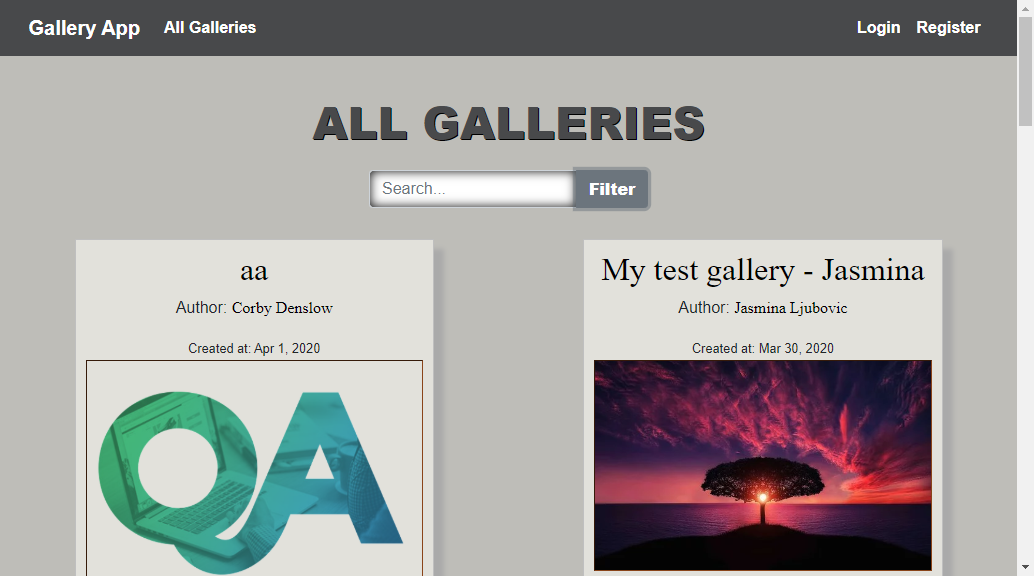 Gallery App All Galleries Login Register
ALL GALLERIES
Search... Filter
aa
Author: Corby Denslow
Created at: Apr 1, 2020
QA
My test gallery - Jasmina
Author: Jasmina Ljubovic
Created at: Mar 30, 2020